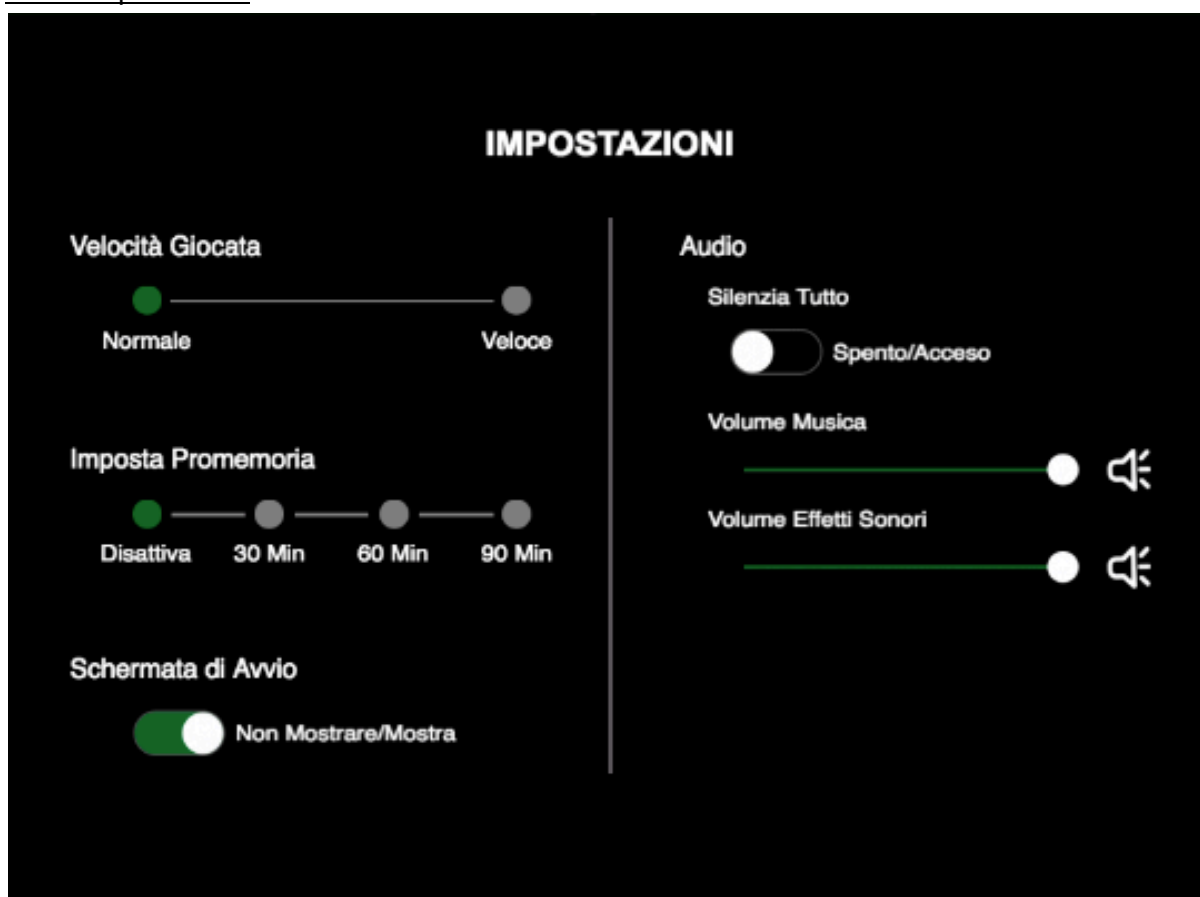 IMPOSTAZIONI
Velocità Giocata
Normale Veloce
Imposta Promemoria
Disattiva 30 Min 60 Min 90 Min
Schermata di Avvio
Non Mostrare/Mostra
Audio
Silenzia Tutto
Spento/Acceso
Volume Musica
Volume Effetti Sonori